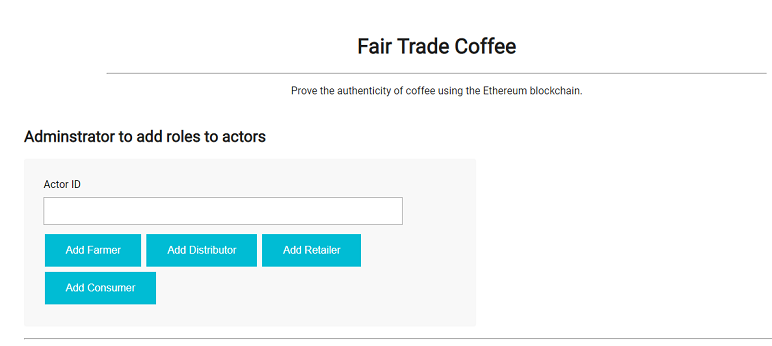 Fair Trade Coffee
Prove the authenticity of coffee using the Ethereum blockchain.
Adminstrator to add roles to actors
Actor ID
Add Farmer Add Distributor Add Retailer
Add Consumer